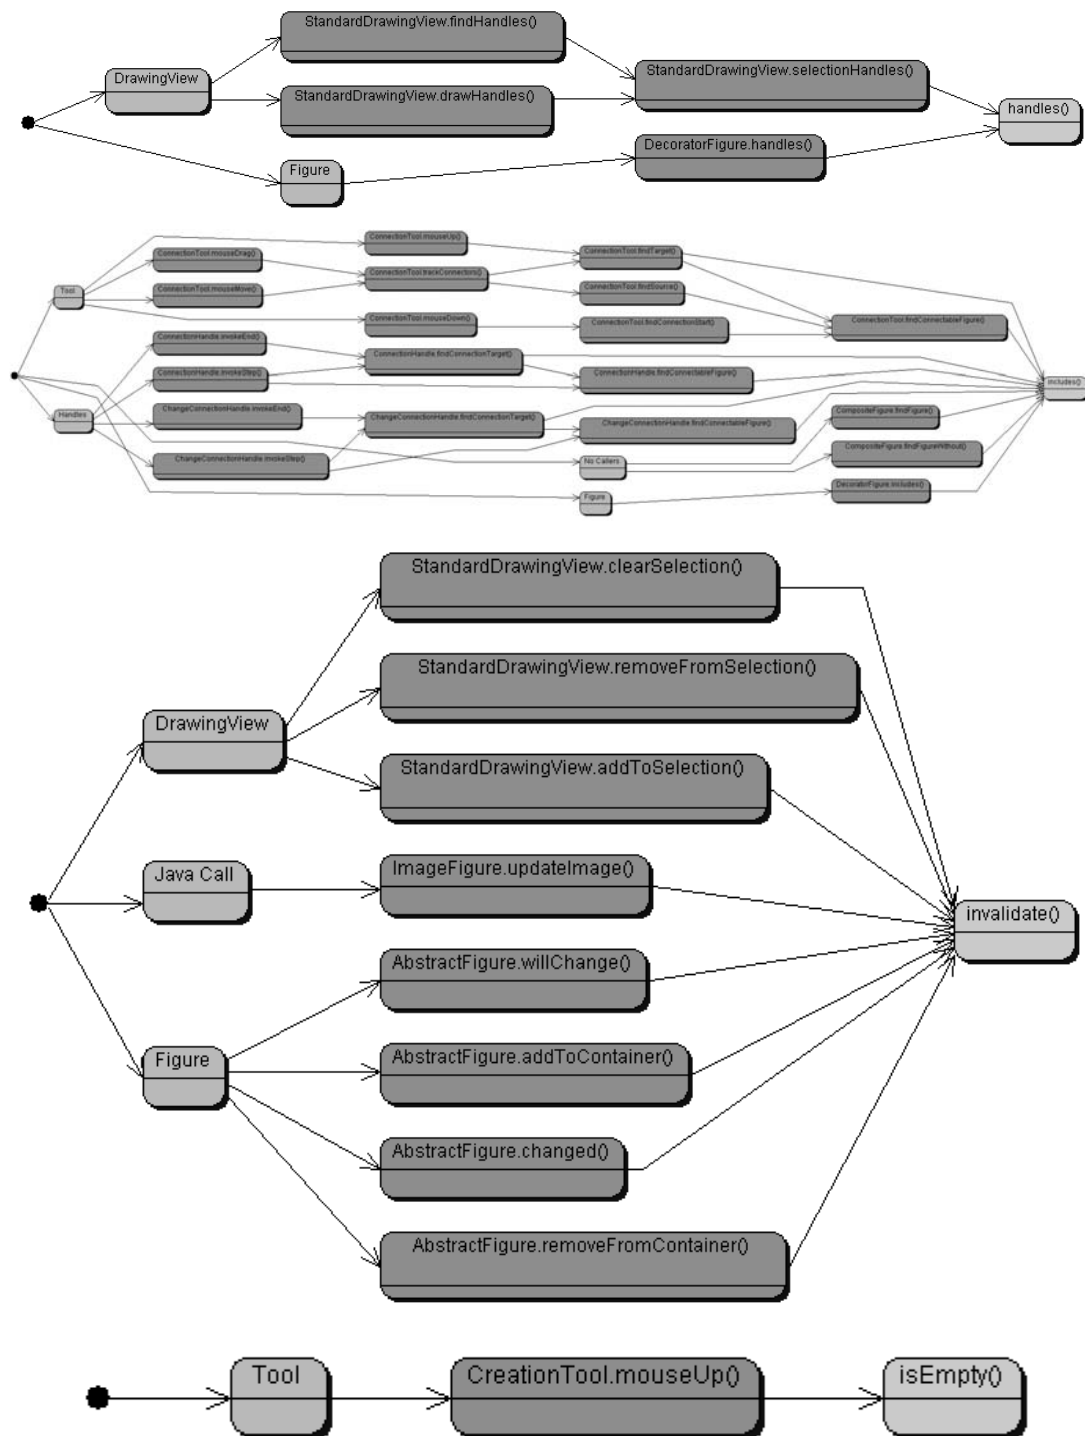 StandardDrawingView.findHandles()
DrawingView
StandardDrawingView.selectionHandles()
StandardDrawingView.drawHandles()
handles()
DecoratorFigure.handles()
Figure
ConnectionTool.mouseUp()
ConnectionTool.mouseDrag()
ConnectionTool.findTarget()
ConnectionTool.trackConnectors()
Tool
ConnectionTool.mouseMove()
ConnectionTool.findSource()
ConnectionTool.mouseDown()
ConnectionTool.findConnectionStart()
ConnectionTool.findConnectableFigure()
ConnectionHandle.invokeEnd()
ConnectionHandle.findConnectionTarget()
ConnectionHandle.invokeStep()
ConnectionHandle.findConnectableFigure()
includes()
Handles
ChangeConnectionHandle.invokeEnd()
ChangeConnectionHandle.findConnectionTarget()
ChangeConnectionHandle.findConnectableFigure()
CompositeFigure.findFigure()
ChangeConnectionHandle.invokeStep()
No Callers
CompositeFigure.findFigureWithout()
Figure
DecoratorFigure.includes()
StandardDrawingView.clearSelection()
StandardDrawingView.removeFromSelection()
DrawingView
StandardDrawingView.addToSelection()
Java Call
ImageFigure.updateImage()
invalidate()
AbstractFigure.willChange()
Figure
AbstractFigure.addToContainer()
AbstractFigure.changed()
AbstractFigure.removeFromContainer()
Tool
CreationTool.mouseUp()
isEmpty()